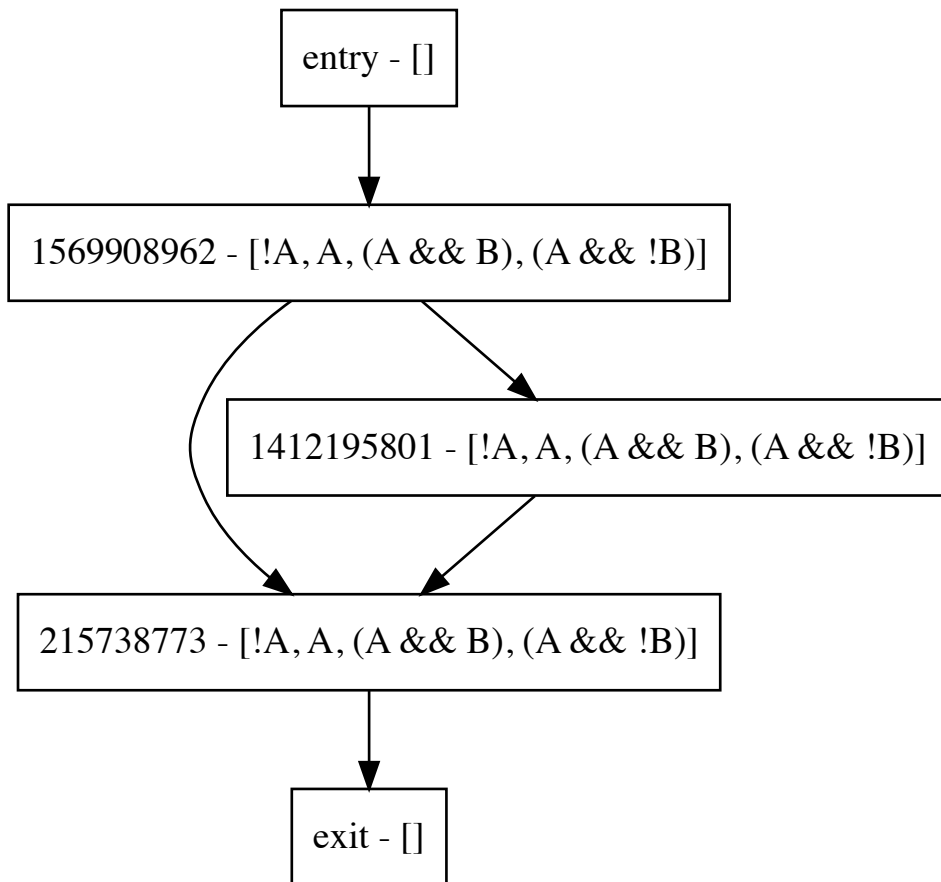 entry - []
1569908962 - [!A, A, (A && B), (A && !B)]
1412195801 - [!A, A, (A && B), (A && !B)]
215738773 - [!A, A, (A && B), (A && !B)]
exit - []